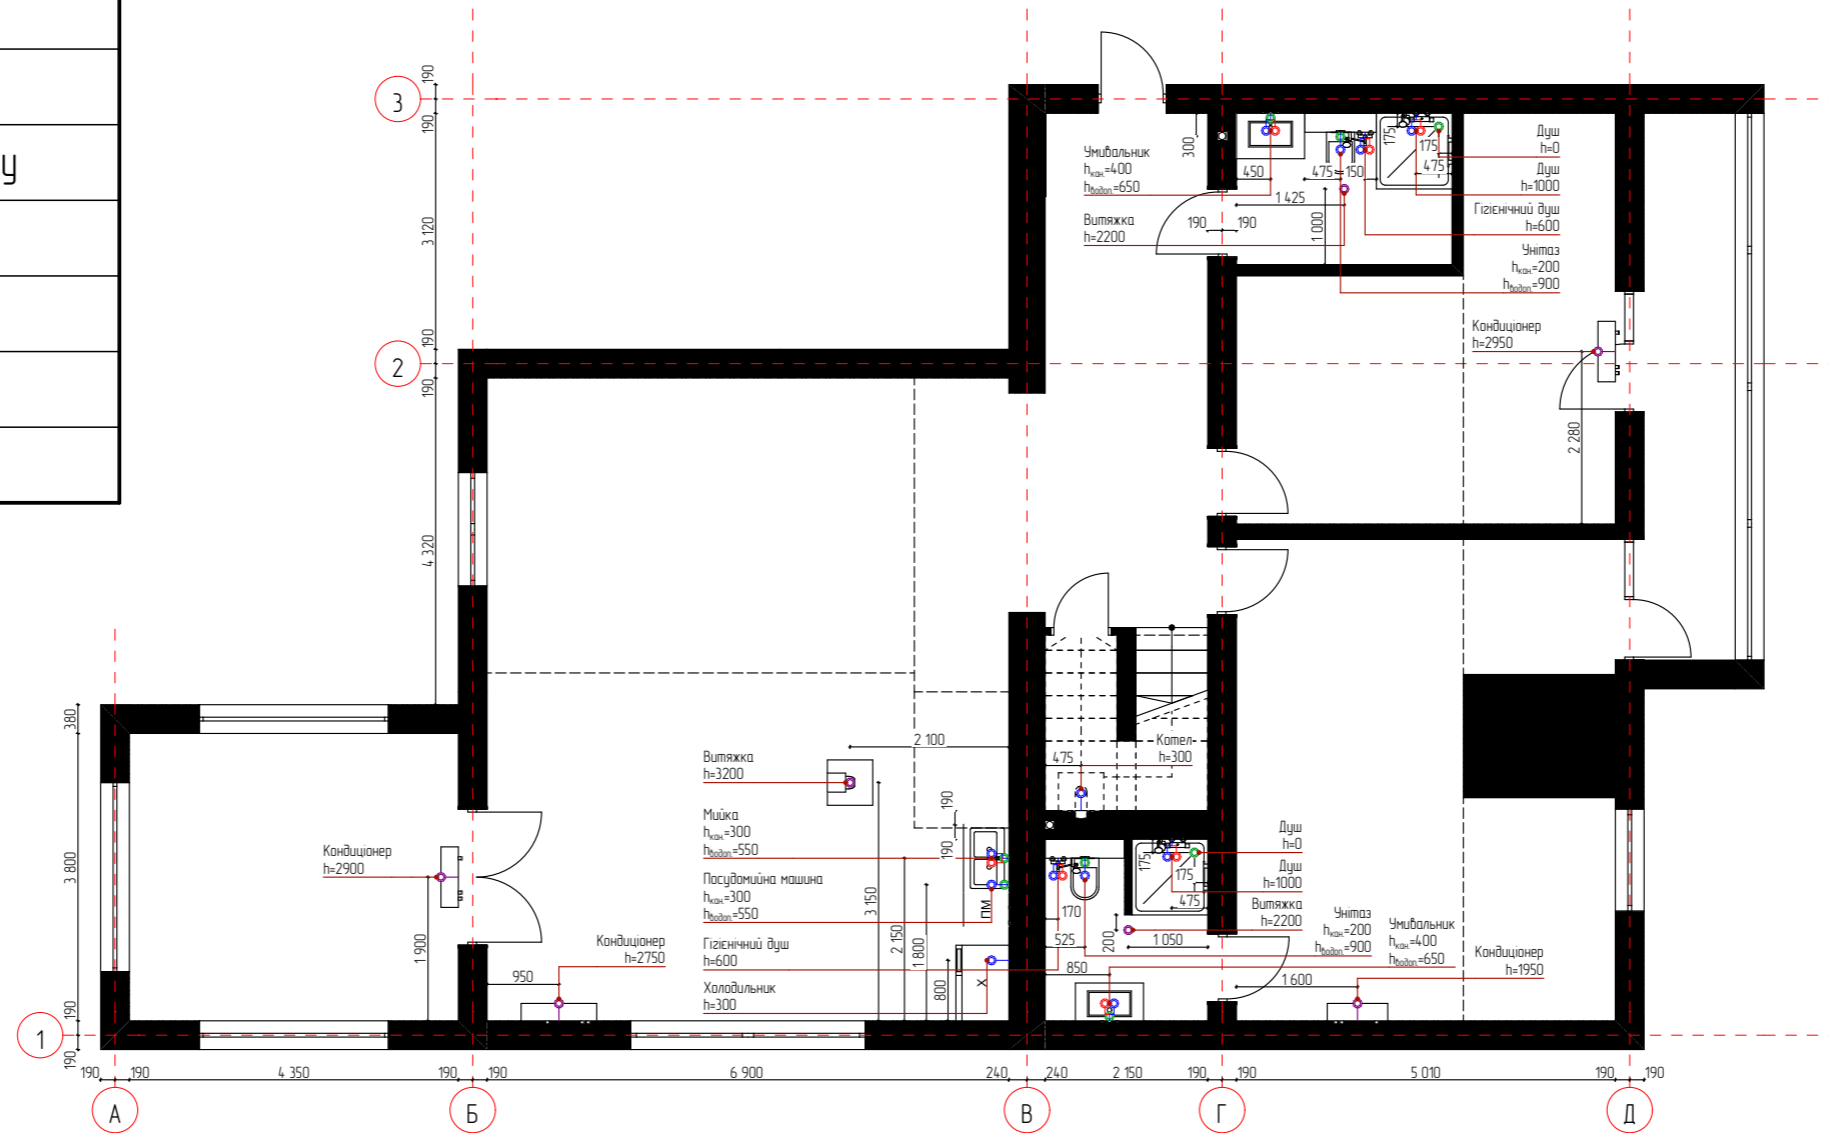 у
3
2
1
А
Б
В
Г
Д
190
190
3 120
190
190
4 320
380
3 800
190
190
190
190
4 350
190
190
6 900
240
240
2 150
190
190
5 010
190
190
Умивальник
hкан.=400
hводоп.=650
Витяжка
h=2200
300
450
475
150
1 425
1 000
190
190
175
175
475
Душ
h=0
Душ
h=1000
Гігієнічний душ
h=600
Унітаз
hкан.=200
hводоп.=900
Кондиціонер
h=2950
2 280
Кондиціонер
h=2900
1 900
Кондиціонер
h=2750
950
Витяжка
h=3200
2 100
Мийка
hкан.=300
hводоп.=550
Посудомийна машина
hкан.=300
hводоп.=550
Гігієнічний душ
h=600
Холодильник
h=300
190
190
3 150
2 150
1 800
800
ПМ
Х
Котел
h=300
475
175
175
475
170
525
200
1 050
850
Душ
h=0
Душ
h=1000
Витяжка
h=2200
Унітаз
hкан.=200
hводоп.=900
Умивальник
hкан.=400
hводоп.=650
Кондиціонер
h=1950
1 600